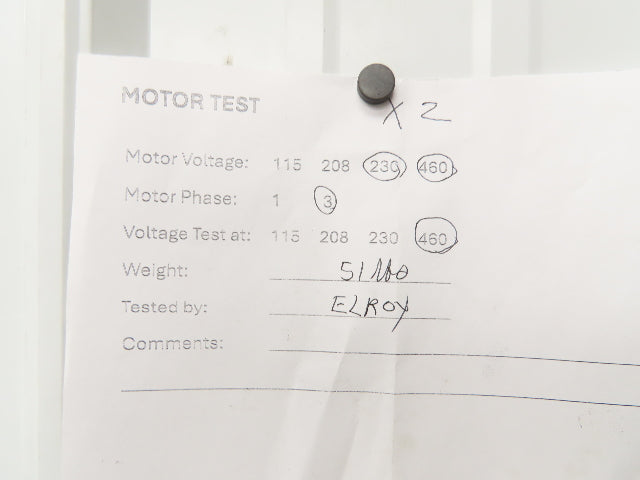 MOTOR TEST
X 2
Motor Voltage: 115 208 230 460
Motor Phase: 1 3
Voltage Test at: 115 208 230 460
Weight:
Tested by: ELROY
Comments: